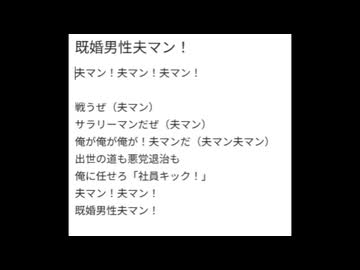 既婚男性夫マン！
夫マン！夫マン！夫マン！
戦うぜ（夫マン）
サラリーマンだぜ（夫マン）
俺が俺が俺が！夫マンだ（夫マン夫マン）
出世の道も悪党退治も
俺に任せろ「社員キック！」
夫マン！夫マン！
既婚男性夫マン！